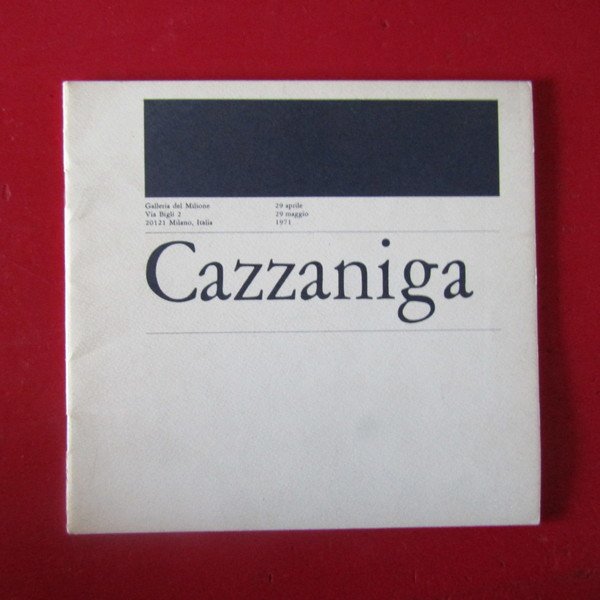 Galleria del Milione
Via Bigli 2
20121 Milano, Italia
29 aprile
29 maggio
1971
Cazzaniga